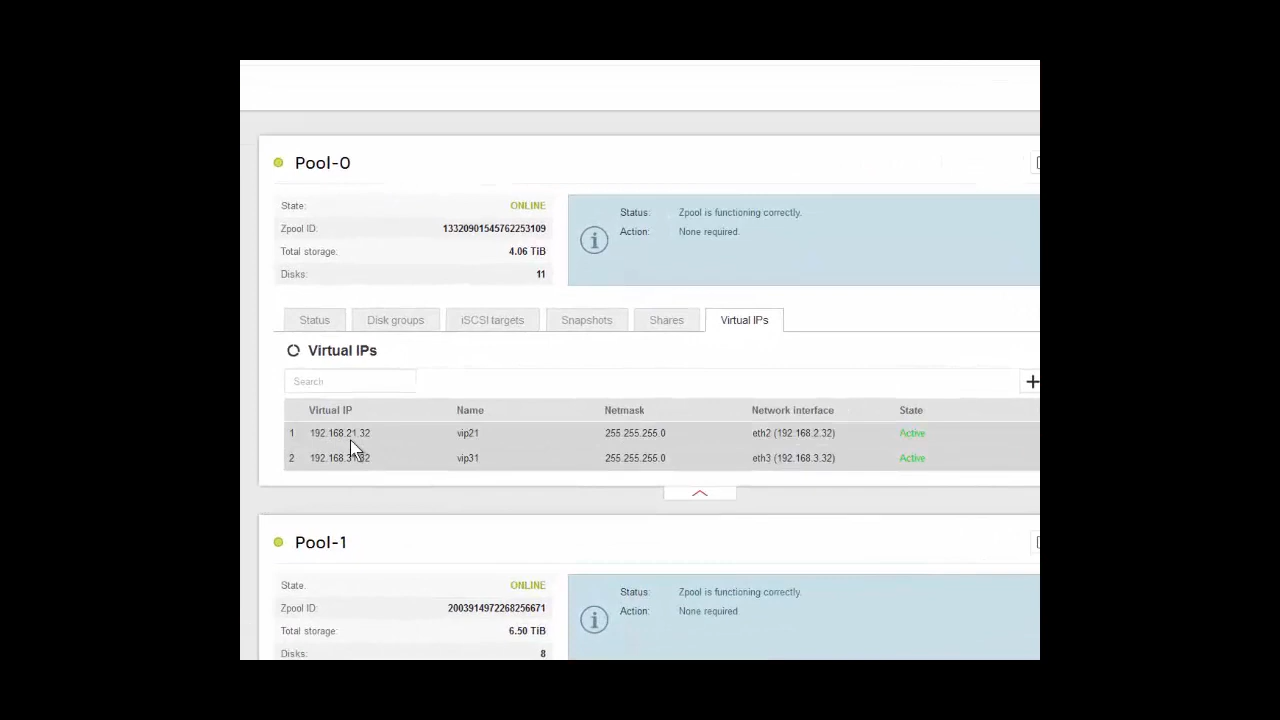 Pool-0
State: ONLINE
Zpool ID: 13320901545762253109
Total storage: 4.06 TiB
Disks: 11
Status: Zpool is functioning correctly.
Action: None required.
Status Disk groups iSCSI targets Snapshots Shares Virtual IPs
Virtual IPs
Search
Virtual IP Name Netmask Network interface State
1 192.168.21.32 vip21 255.255.255.0 eth2 (192.168.2.32) Active
2 vip31 255.255.255.0 eth3 (192.168.3.32) Active
Pool-1
State: ONLINE
Zpool ID: 2003914972268256671
Total storage: 6.50 TiB
Disks: 8
Status: Zpool is functioning correctly.
Action: None required.